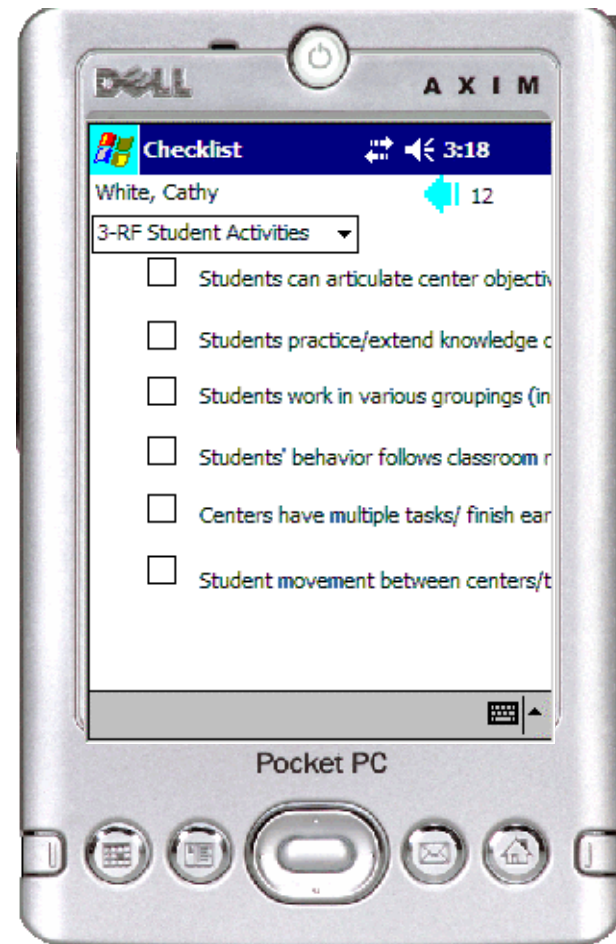 DELL
AXIM
Checklist 3:18
White, Cathy 12
3-RF Student Activities
Students can articulate center objectiv
Students practice/extend knowledge o
Students work in various groupings (in
Students' behavior follows classroom r
Centers have multiple tasks/ finish ear
Student movement between centers/t
Pocket PC